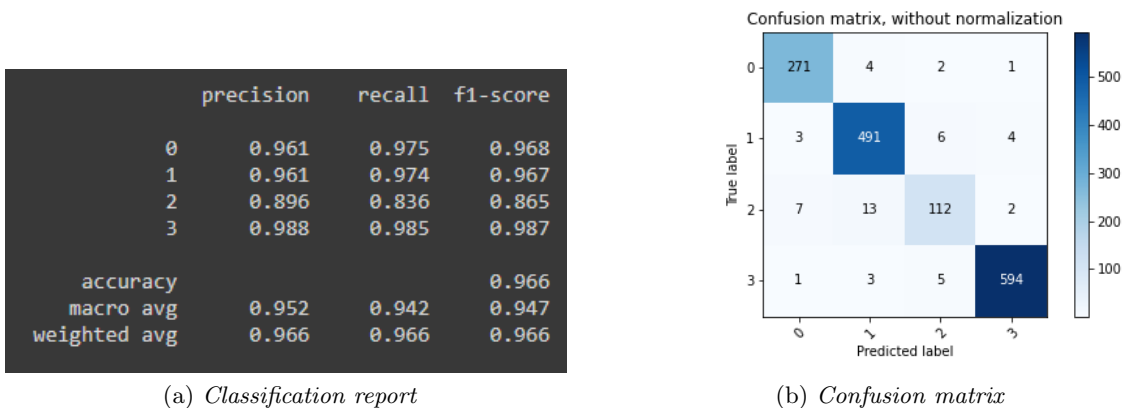 precision recall f1-score
0 0.961 0.975 0.968
1 0.961 0.974 0.967
2 0.896 0.836 0.865
3 0.988 0.985 0.987
accuracy 0.966
macro avg 0.952 0.942 0.947
weighted avg 0.966 0.966 0.966
(a) Classification report
Confusion matrix, without normalization
True label
0 271 4 2 1
1 3 491 6 4
2 7 13 112 2
3 1 3 5 594
0 1 2 3
Predicted label
500
400
300
200
100
(b) Confusion matrix